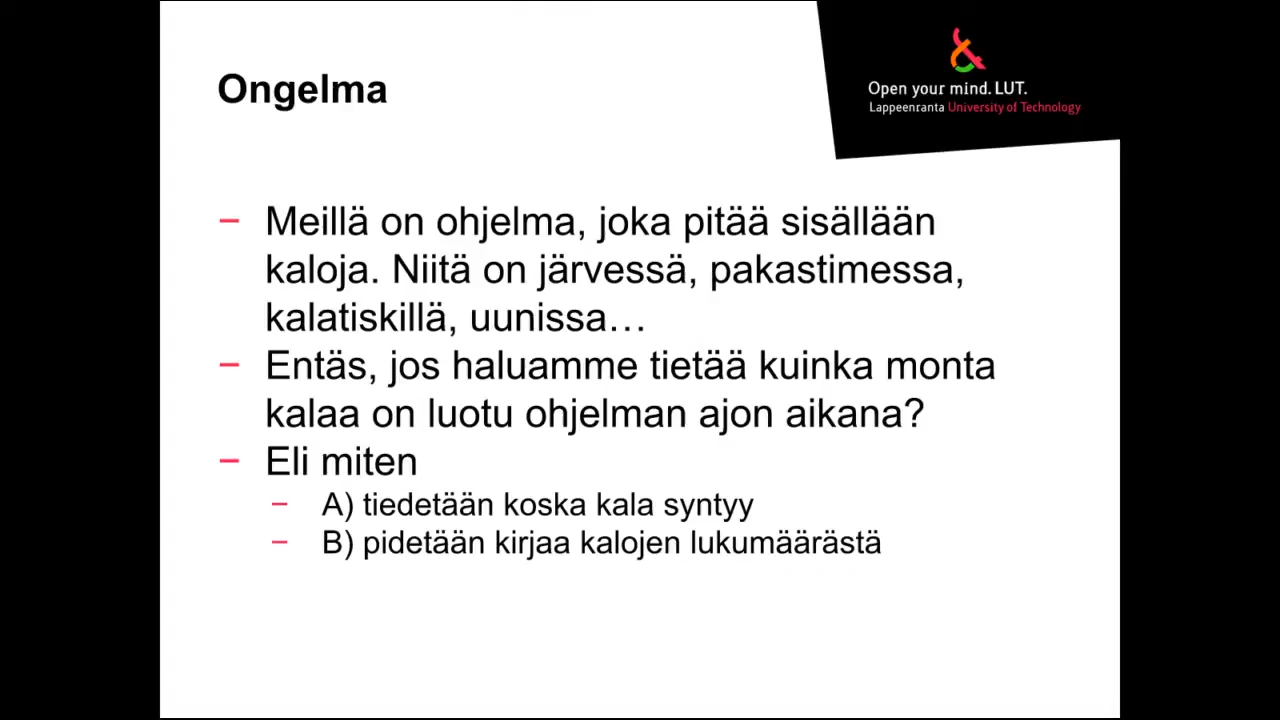 Ongelma
Open your mind. LUT.
Lappeenranta University of Technology
– Meillä on ohjelma, joka pitää sisällään
kaloja. Niitä on järvessä, pakastimessa,
kalatiskillä, uunissa…
– Entäs, jos haluamme tietää kuinka monta
kalaa on luotu ohjelman ajon aikana?
– Eli miten
– A) tiedetään koska kala syntyy
– B) pidetään kirjaa kalojen lukumäärästä